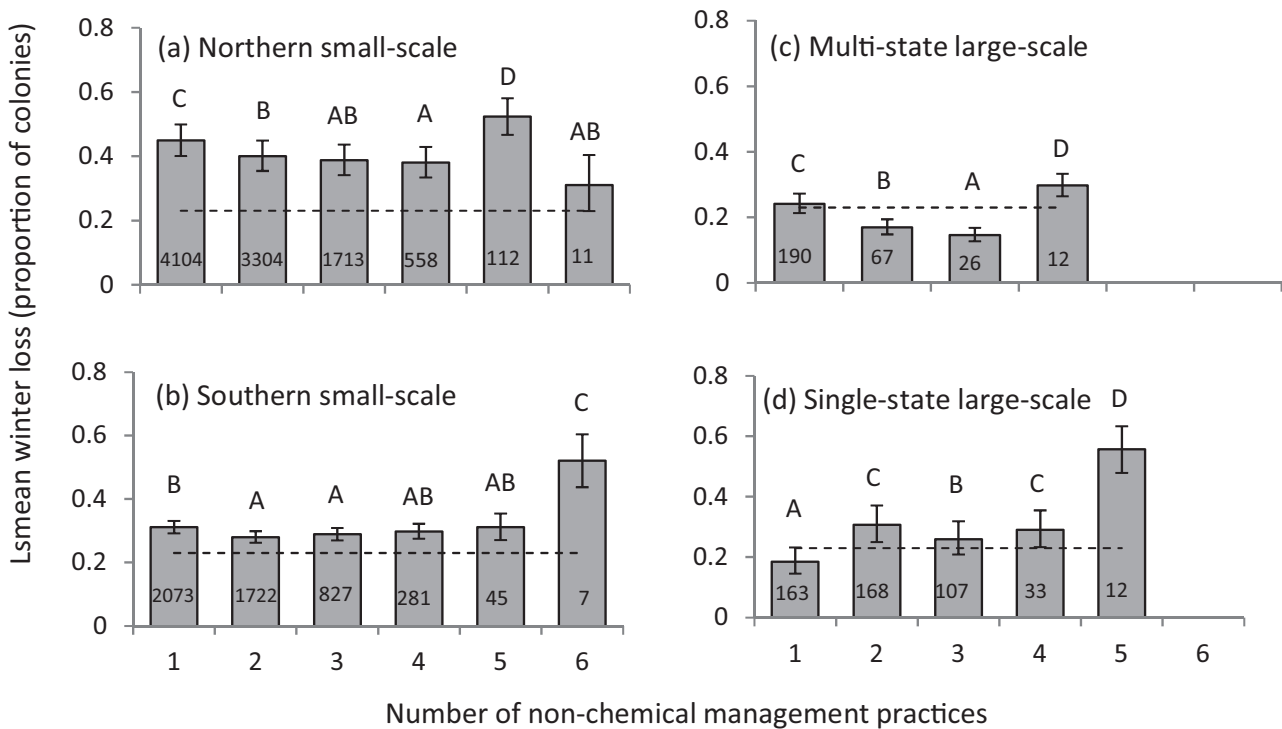 Lsmean winter loss (proportion of colonies)
(a) Northern small-scale
0.8
0.6
0.4
0.2
0
C B AB A D AB
4104 3304 1713 558 112 11
(c) Multi-state large-scale
0.8
0.6
0.4
0.2
0
C B A D
190 67 26 12
(b) Southern small-scale
0.8
0.6
0.4
0.2
0
B A A AB AB C
2073 1722 827 281 45 7
1 2 3 4 5 6
(d) Single-state large-scale
0.8
0.6
0.4
0.2
0
A C B C D
163 168 107 33 12
1 2 3 4 5 6
Number of non-chemical management practices